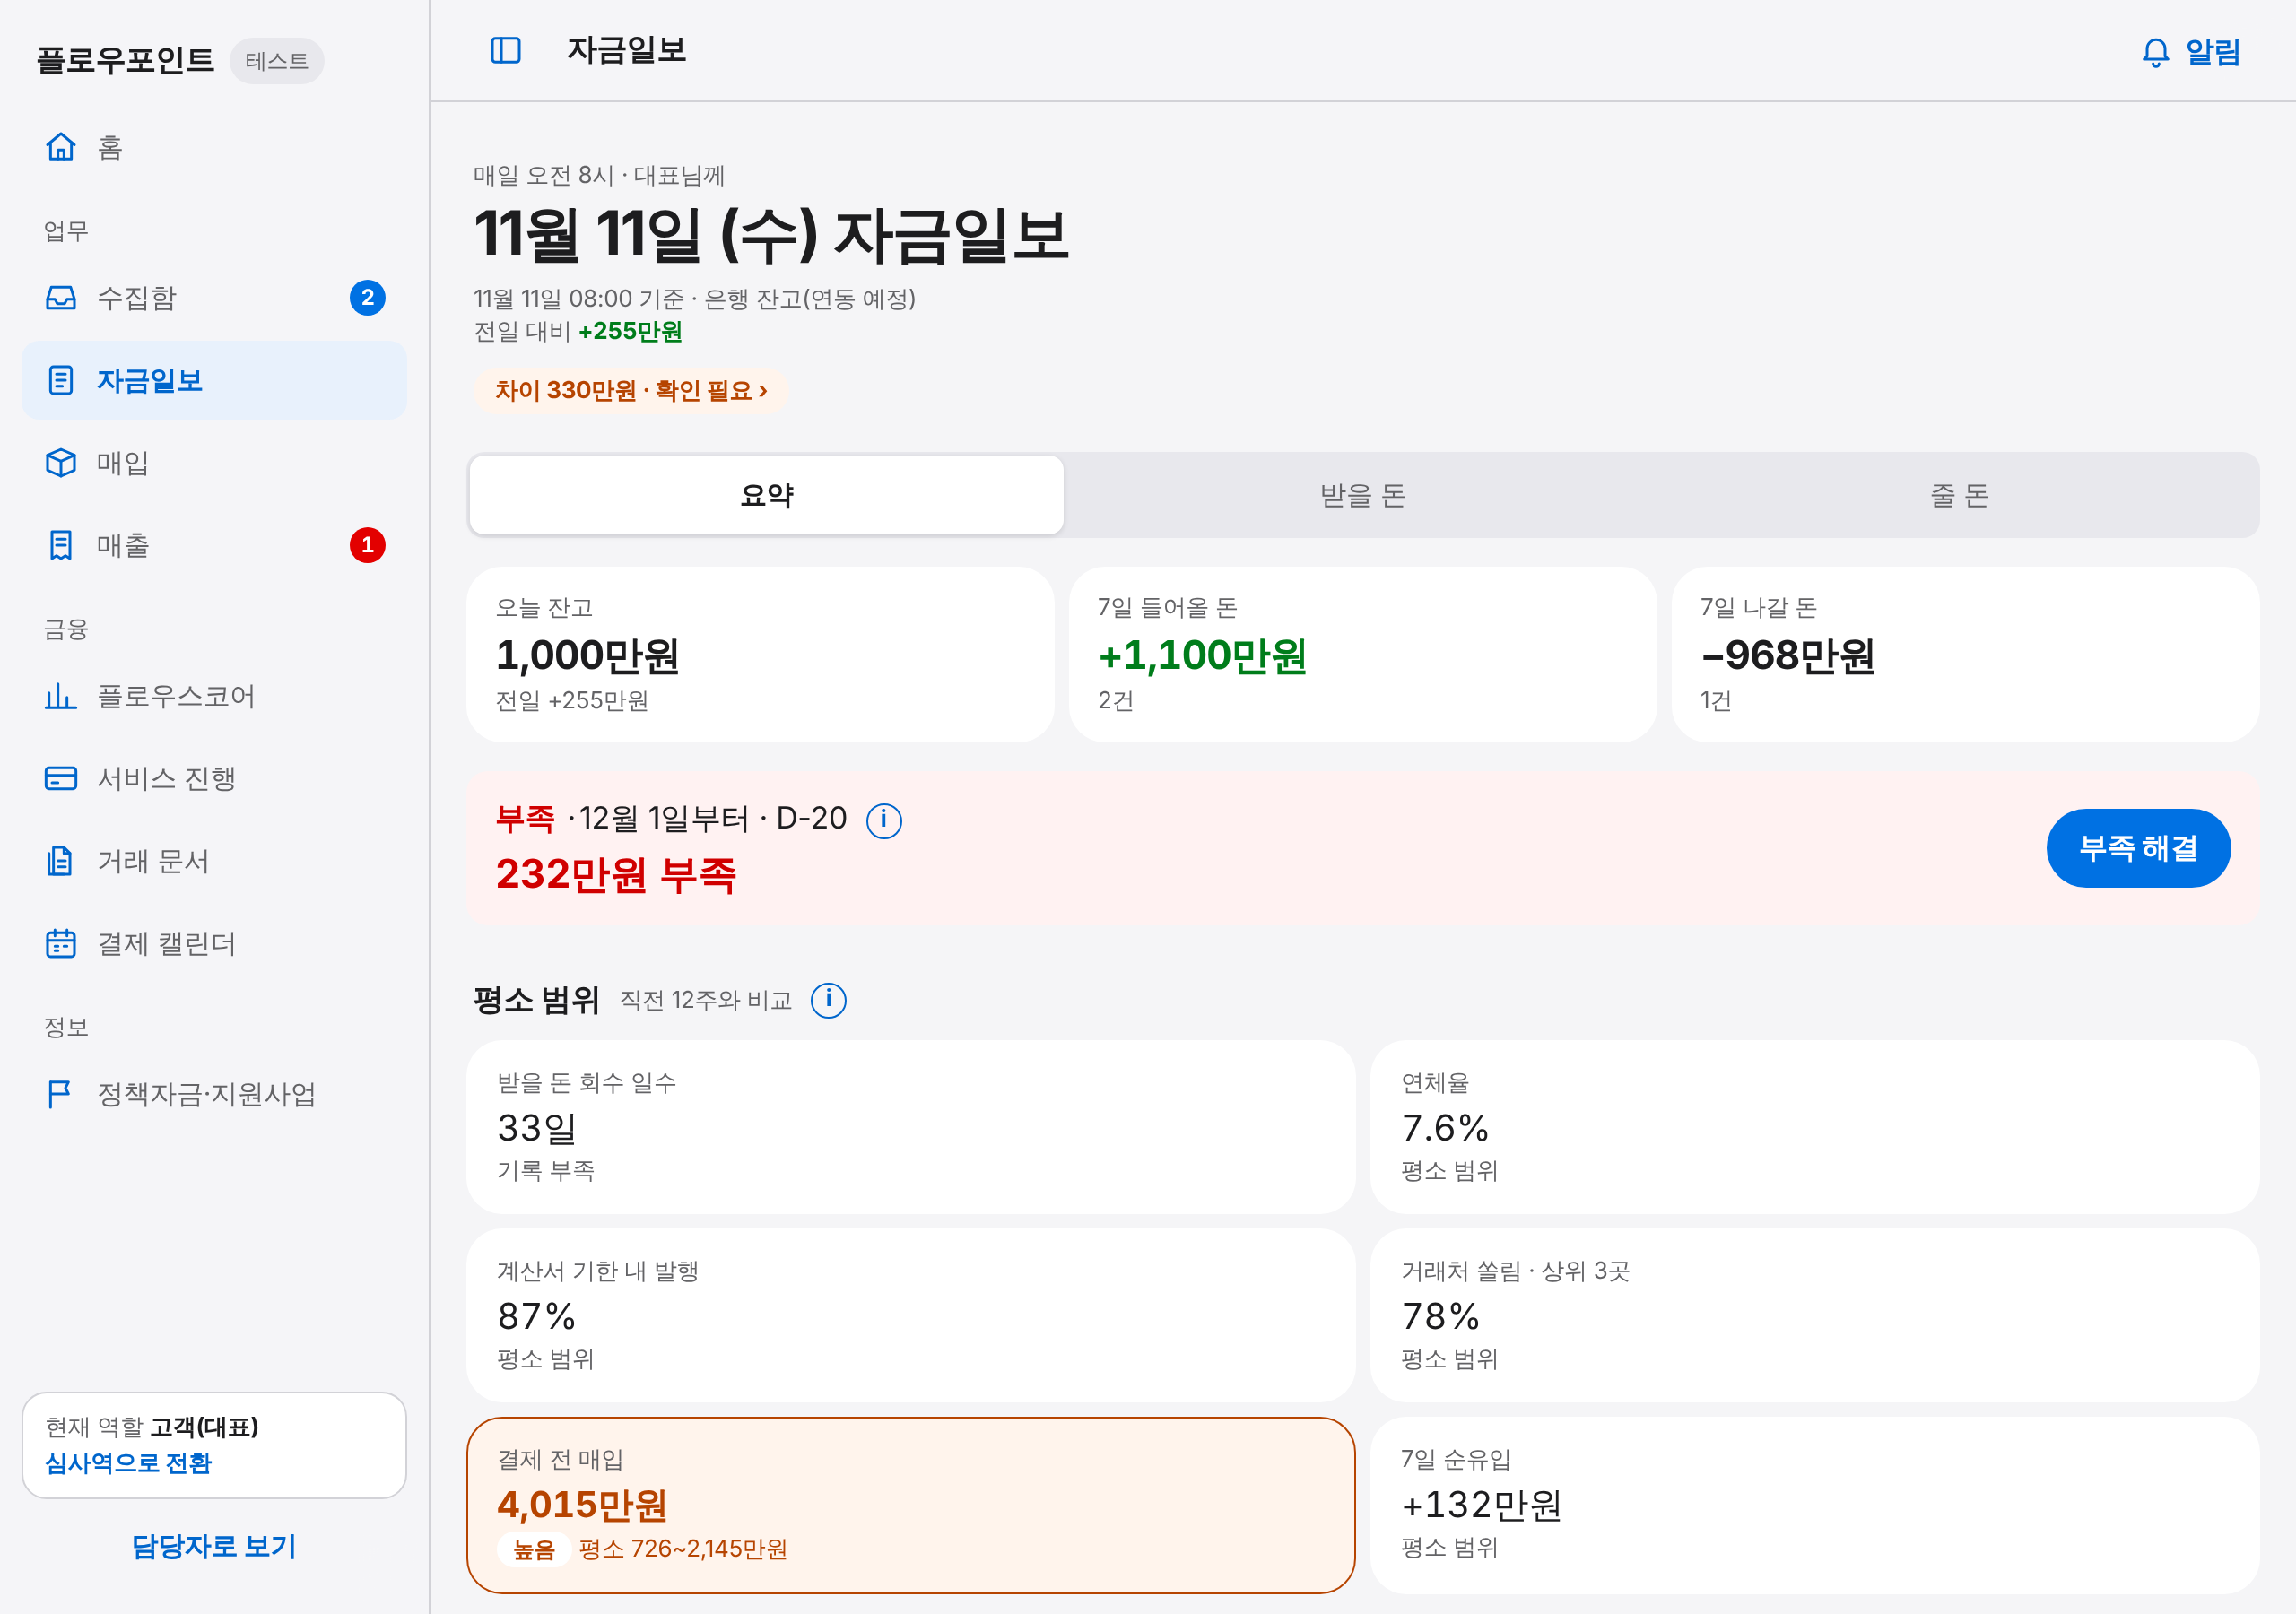 플로우포인트 테스트
홈
업무
수집함 2
자금일보
매입
매출 1
금융
플로우스코어
서비스 진행
거래 문서
결제 캘린더
정보
정책자금·지원사업
현재 역할 고객(대표)
심사역으로 전환
담당자로 보기
자금일보
알림
매일 오전 8시 · 대표님께
11월 11일 (수) 자금일보
11월 11일 08:00 기준 · 은행 잔고(연동 예정)
전일 대비 +255만원
차이 330만원 · 확인 필요 ›
요약 받을 돈 줄 돈
오늘 잔고
1,000만원
전일 +255만원
7일 들어올 돈
+1,100만원
2건
7일 나갈 돈
−968만원
1건
부족 · 12월 1일부터 · D-20 i
232만원 부족
부족 해결
평소 범위 직전 12주와 비교 i
받을 돈 회수 일수
33일
기록 부족
연체율
7.6%
평소 범위
계산서 기한 내 발행
87%
평소 범위
거래처 쏠림 · 상위 3곳
78%
평소 범위
결제 전 매입
4,015만원
높음 평소 726~2,145만원
7일 순유입
+132만원
평소 범위